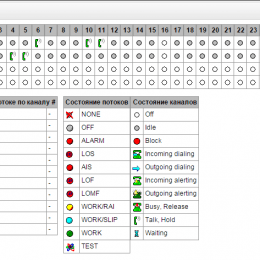 3 4 5 6 7 8 9 10 11 12 13 14 15 16 17 18 19 20 21 22 23
потоке по каналу #
-
-
-
-
-
-
-
-
-
Состояние потоков Состояние каналов
NONE Off
OFF Idle
ALARM Block
LOS Incoming dialing
AIS Outgoing dialing
LOF Incoming alerting
LOMF Outgoing alerting
WORK/RAI Busy, Release
WORK/SLIP Talk, Hold
WORK Waiting
TEST